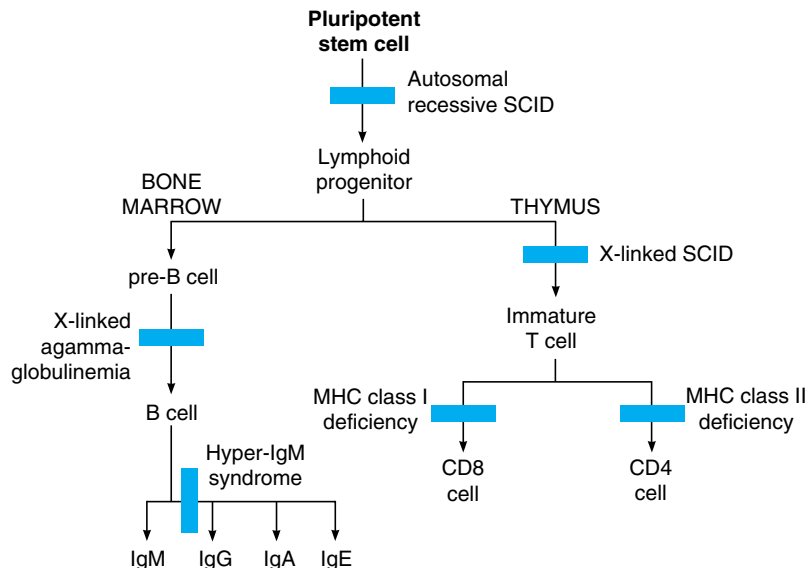 Pluripotent
stem cell
Autosomal
recessive SCID
Lymphoid
progenitor
BONE
MARROW
THYMUS
X-linked SCID
pre-B cell
Immature
T cell
X-linked
agamma-
globulinemia
MHC class I
deficiency
MHC class II
deficiency
B cell
CD8
cell
CD4
cell
Hyper-IgM
syndrome
IgM IgG IgA IgE